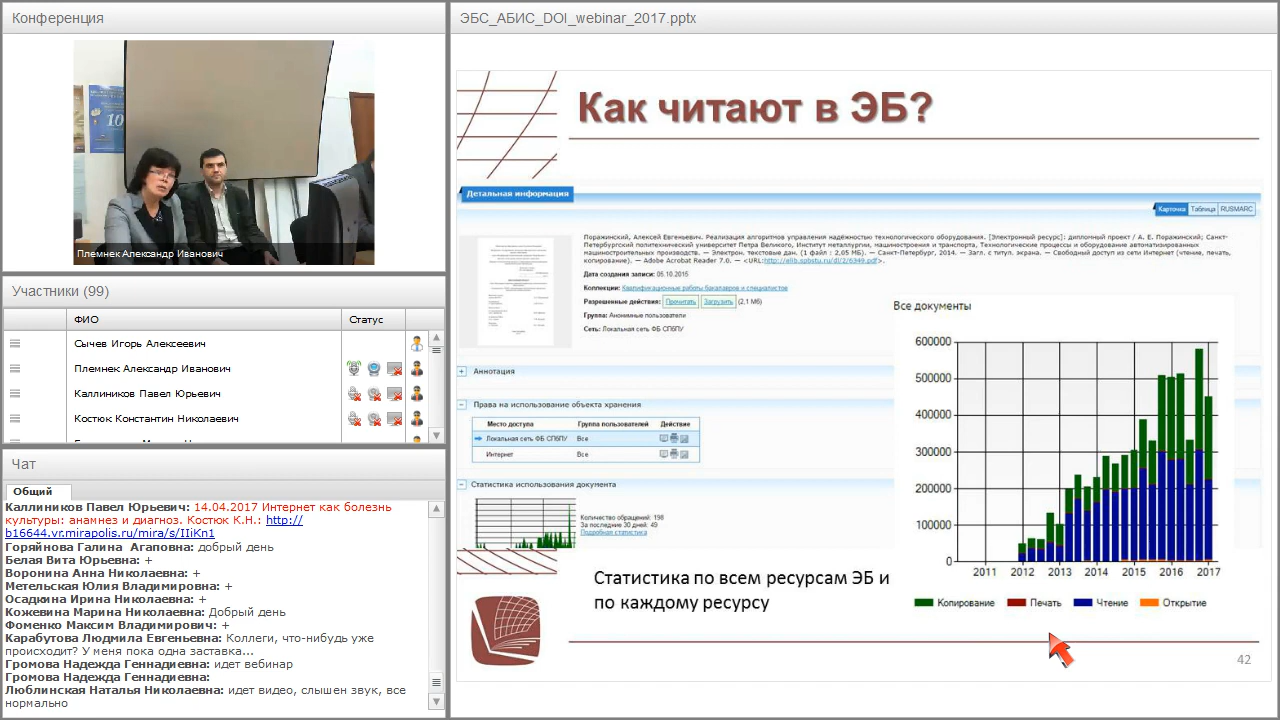 Конференция
Племнек Александр Иванович
Участники (99)
ФИО Статус
Сычев Игорь Алексеевич
Племнек Александр Иванович
Каллиников Павел Юрьевич
Костюк Константин Николаевич
Чат
Общий
Каллиников Павел Юрьевич: 14.04.2017 Интернет как болезнь
культуры: анамнез и диагноз. Костюк К.Н.: http://
b16644.vr.mirapolis.ru/mira/s/IIiKn1
Горяйнова Галина Агаповна: добрый день
Белая Вита Юрьевна: +
Воронина Анна Николаевна: +
Метельская Юлия Владимировна: +
Осадкина Ирина Николаевна: +
Кожевина Марина Николаевна: Добрый день
Фоменко Максим Владимирович: +
Карабутова Людмила Евгеньевна: Коллеги, что-нибудь уже
происходит? У меня пока одна заставка...
Громова Надежда Геннадиевна: идет вебинар
Громова Надежда Геннадиевна:
Люблинская Наталья Николаевна: идет видео, слышен звук, все
нормально
ЭБС_АБИС_DOI_webinar_2017.pptx
Как читают в ЭБ?
Детальная информация
Карточка Таблица RUSMARC
Поражинский, Алексей Евгеньевич. Реализация алгоритмов управления надёжностью технологического оборудования. [Электронный ресурс]: дипломный проект / А. Е. Поражинский; Санкт-
Петербургский политехнический университет Петра Великого, Институт металлургии, машиностроения и транспорта, Технологические процессы и оборудование автоматизированных
машиностроительных производств. — Электрон. текстовые дан. (1 файл : 2,05 МБ). — Санкт-Петербург, 2014. — Загл. с титул. экрана. — Свободный доступ из сети Интернет (чтение, печать,
копирование). — Adobe Acrobat Reader 7.0. — <URL:http://elib.spbstu.ru/dl/2/6349.pdf>.
Дата создания записи: 05.10.2015
Коллекции: Квалификационные работы бакалавров и специалистов
Разрешенные действия: Прочитать Загрузить (2,1 Мб)
Группа: Анонимные пользователи
Сеть: Локальная сеть ФБ СПбПУ
Аннотация
Права на использование объекта хранения
Место доступа Группа пользователей Действие
Локальная сеть ФБ СПбПУ Все
Интернет Все
Статистика использования документа
Количество обращений: 198
За последние 30 дней: 49
Подробная статистика
Все документы
600000
500000
400000
300000
200000
100000
0
2011 2012 2013 2014 2015 2016 2017
Копирование Печать Чтение Открытие
Статистика по всем ресурсам ЭБ и
по каждому ресурсу
42